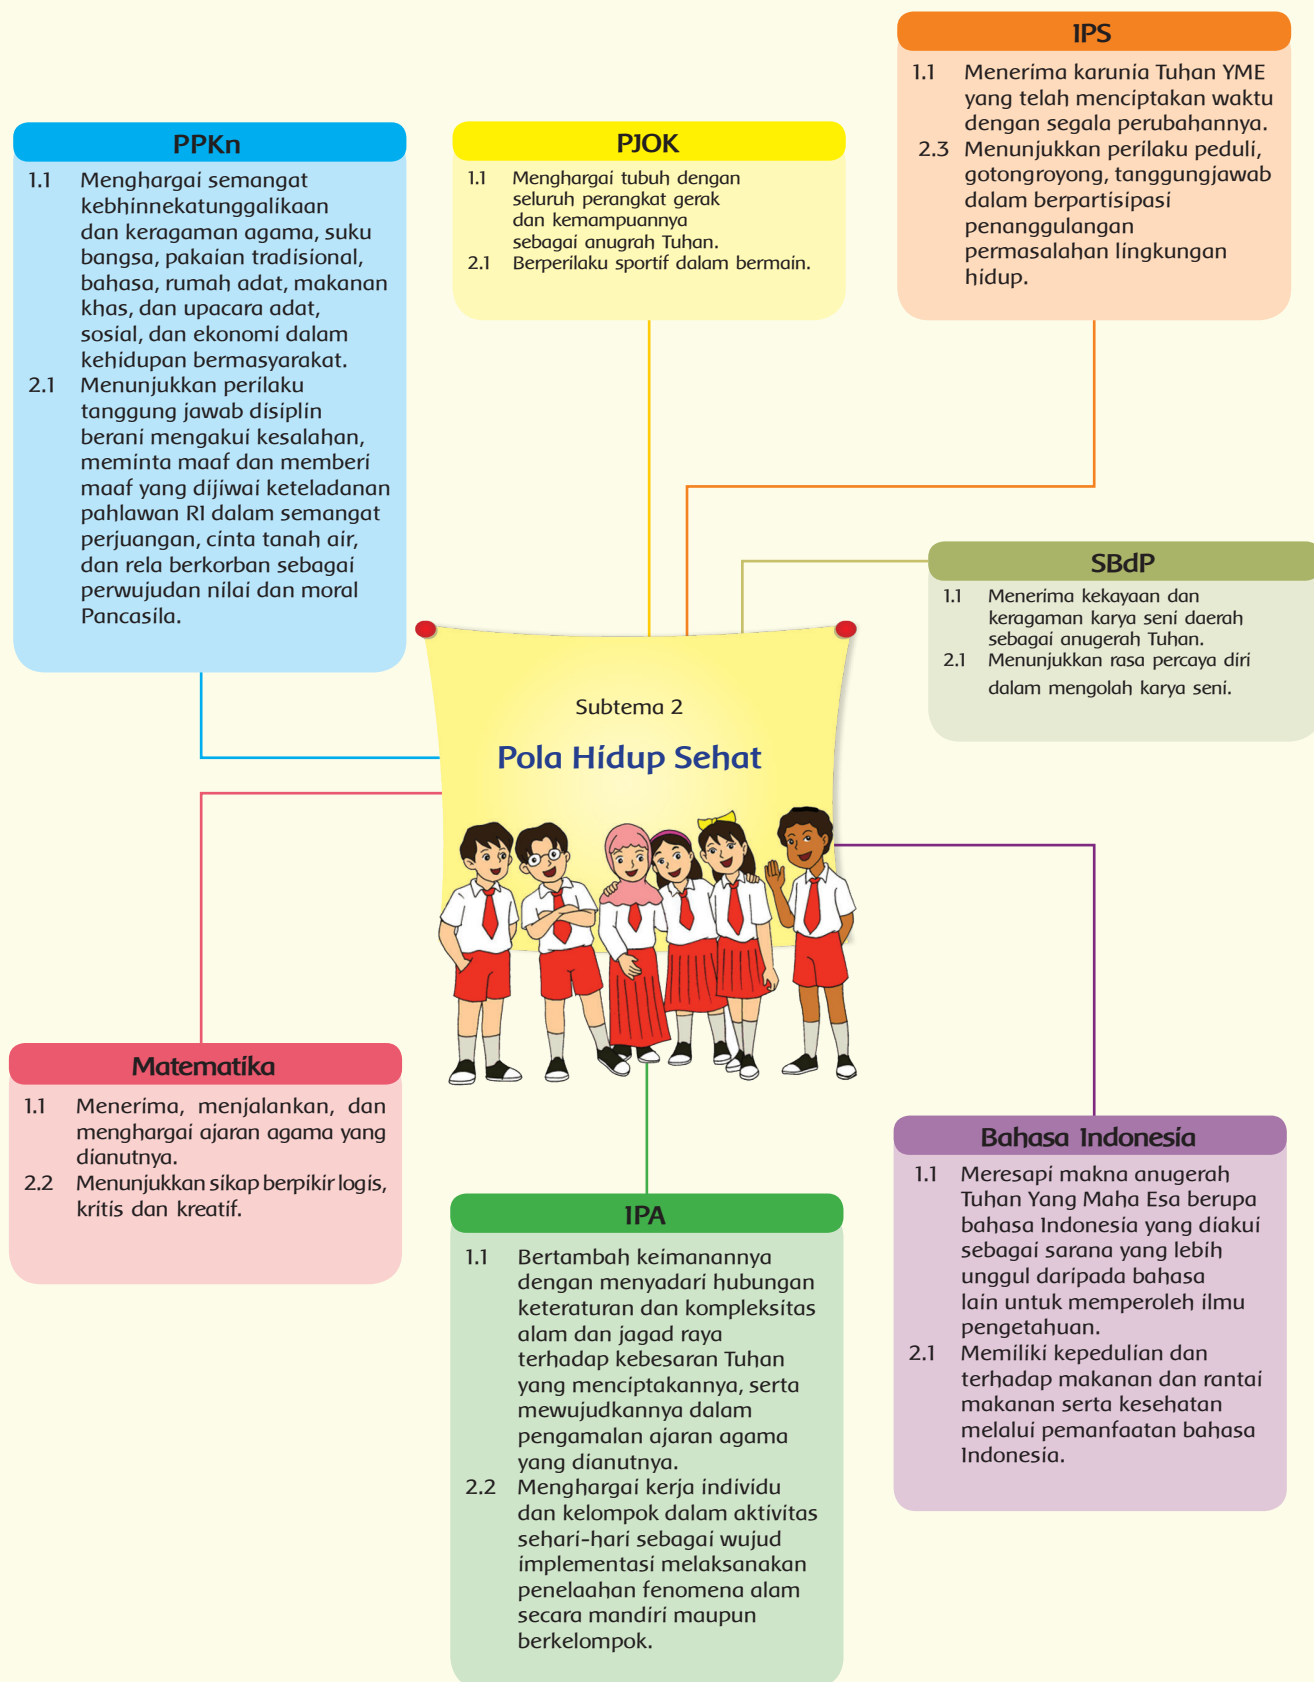 IPS
1.1 Menerima karunia Tuhan YME
yang telah menciptakan waktu
dengan segala perubahannya.
2.3 Menunjukkan perilaku peduli,
gotongroyong, tanggungjawab
dalam berpartisipasi
penanggulangan
permasalahan lingkungan
hidup.
PPKn
1.1 Menghargai semangat
kebhinnekatunggalikaan
dan keragaman agama, suku
bangsa, pakaian tradisional,
bahasa, rumah adat, makanan
khas, dan upacara adat,
sosial, dan ekonomi dalam
kehidupan bermasyarakat.
2.1 Menunjukkan perilaku
tanggung jawab disiplin
berani mengakui kesalahan,
meminta maaf dan memberi
maaf yang dijiwai keteladanan
pahlawan RI dalam semangat
perjuangan, cinta tanah air,
dan rela berkorban sebagai
perwujudan nilai dan moral
Pancasila.
PJOK
1.1 Menghargai tubuh dengan
seluruh perangkat gerak
dan kemampuannya
sebagai anugrah Tuhan.
2.1 Berperilaku sportif dalam bermain.
SBdP
1.1 Menerima kekayaan dan
keragaman karya seni daerah
sebagai anugerah Tuhan.
2.1 Menunjukkan rasa percaya diri
dalam mengolah karya seni.
Subtema 2
Pola Hidup Sehat
Matematika
1.1 Menerima, menjalankan, dan
menghargai ajaran agama yang
dianutnya.
2.2 Menunjukkan sikap berpikir logis,
kritis dan kreatif.
IPA
1.1 Bertambah keimanannya
dengan menyadari hubungan
keteraturan dan kompleksitas
alam dan jagad raya
terhadap kebesaran Tuhan
yang menciptakannya, serta
mewujudkannya dalam
pengamalan ajaran agama
yang dianutnya.
2.2 Menghargai kerja individu
dan kelompok dalam aktivitas
sehari-hari sebagai wujud
implementasi melaksanakan
penelaahan fenomena alam
secara mandiri maupun
berkelompok.
Bahasa Indonesia
1.1 Meresapi makna anugerah
Tuhan Yang Maha Esa berupa
bahasa Indonesia yang diakui
sebagai sarana yang lebih
unggul daripada bahasa
lain untuk memperoleh ilmu
pengetahuan.
2.1 Memiliki kepedulian dan
terhadap makanan dan rantai
makanan serta kesehatan
melalui pemanfaatan bahasa
Indonesia.